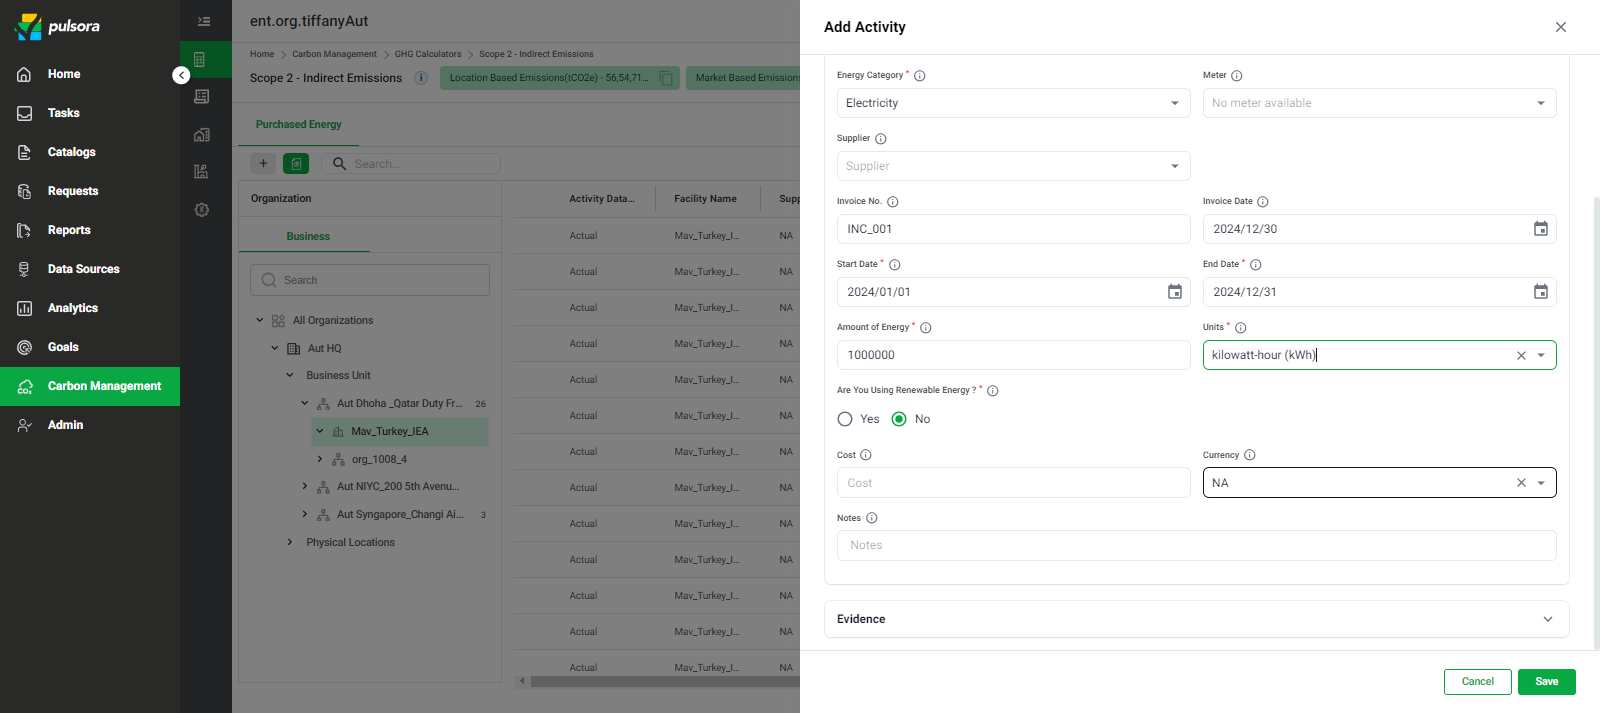 pulsora
Home
Tasks
Catalogs
Requests
Reports
Data Sources
Analytics
Goals
Carbon Management
Admin
ent.org.tiffanyAut
Home > Carbon Management > GHG Calculators > Scope 2 - Indirect Emissions
Scope 2 - Indirect Emissions
Location Based Emissions(tCO2e) - 56,54,71...
Market Based Emissions
Purchased Energy
+
Search...
Organization
Business
Search
All Organizations
Aut HQ
Business Unit
Aut Dhoha _Qatar Duty Fr... 26
Mav_Turkey_IEA
org_1008_4
Aut NIYC_200 5th Avenu...
Aut Syngapore_Changi Ai... 3
Physical Locations
Activity Data... Facility Name Supp
Actual Mav_Turkey_I... NA
Actual Mav_Turkey_I... NA
Actual Mav_Turkey_I... NA
Actual Mav_Turkey_I... NA
Actual Mav_Turkey_I... NA
Actual Mav_Turkey_I... NA
Actual Mav_Turkey_I... NA
Actual Mav_Turkey_I... NA
Actual Mav_Turkey_I... NA
Actual Mav_Turkey_I... NA
Actual Mav_Turkey_I... NA
Actual Mav_Turkey_I... NA
Actual Mav_Turkey_I... NA
Add Activity
Energy Category *
Electricity
Meter
No meter available
Supplier
Supplier
Invoice No.
INC_001
Invoice Date
2024/12/30
Start Date *
2024/01/01
End Date *
2024/12/31
Amount of Energy *
1000000
Units *
kilowatt-hour (kWh)
Are You Using Renewable Energy ? *
Yes No
Cost
Cost
Currency
NA
Notes
Notes
Evidence
Cancel Save